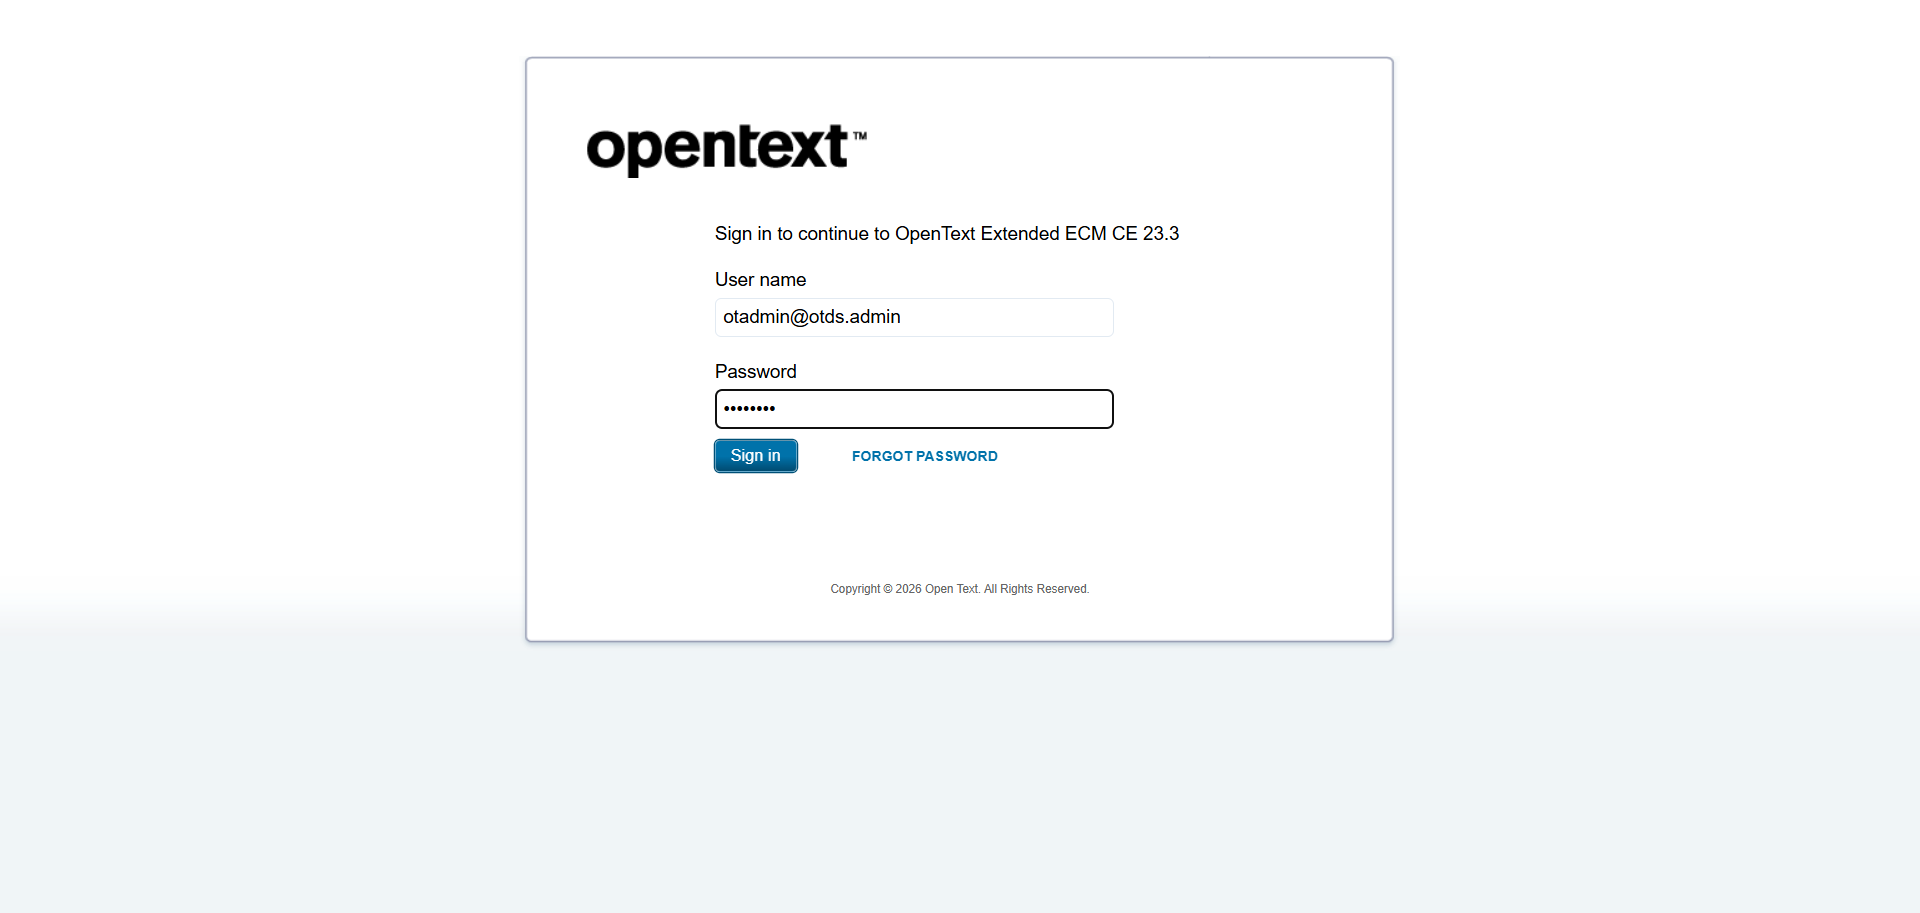 opentext™
Sign in to continue to OpenText Extended ECM CE 23.3
User name
otadmin@otds.admin
Password
••••••••
Sign in
FORGOT PASSWORD
Copyright © 2026 Open Text. All Rights Reserved.